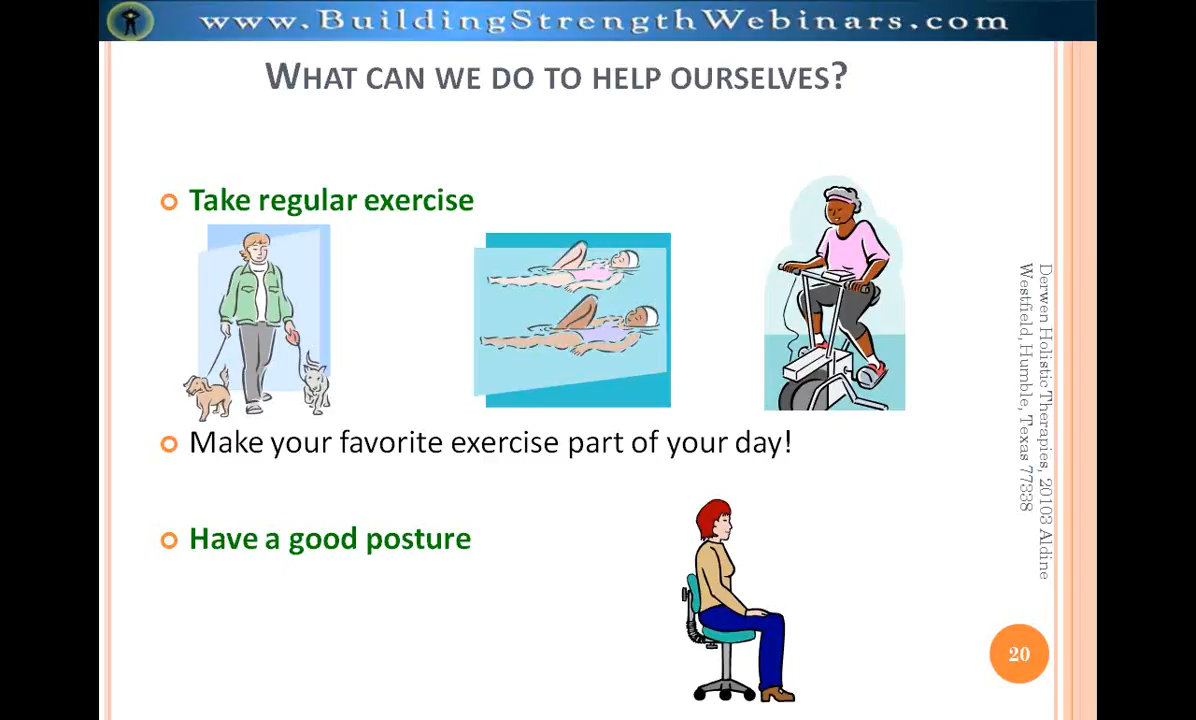 www.BuildingStrengthWebinars.com
WHAT CAN WE DO TO HELP OURSELVES?
Take regular exercise
Make your favorite exercise part of your day!
Have a good posture
Derwen Holistic Therapies, 20103 Aldine
Westfield, Humble, Texas 77338
20